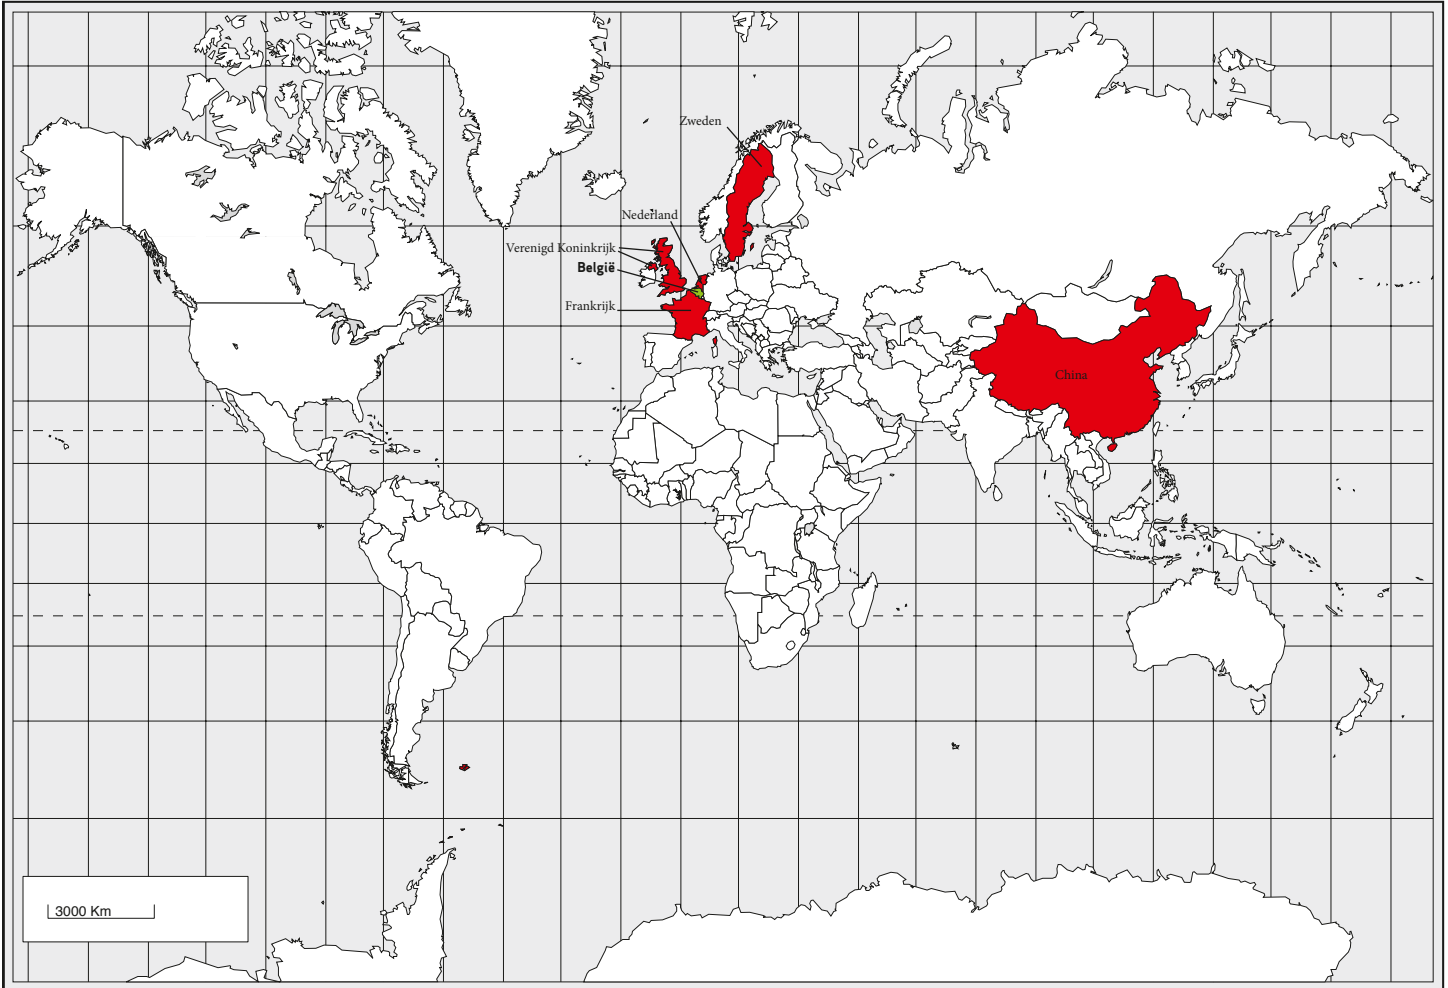 Zweden
Nederland
Verenigd Koninkrijk
België
Frankrijk
China
3000 Km